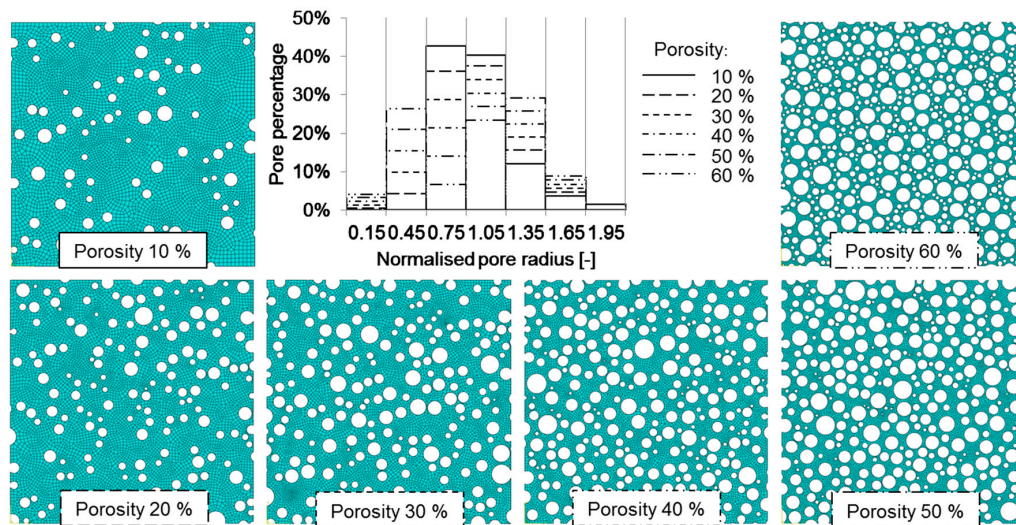 50%
40%
30%
20%
10%
0%
Pore percentage
0.15 0.45 0.75 1.05 1.35 1.65 1.95
Normalised pore radius [-]
Porosity:
10 %
20 %
30 %
40 %
50 %
60 %
Porosity 10 %
Porosity 60 %
Porosity 20 %
Porosity 30 %
Porosity 40 %
Porosity 50 %